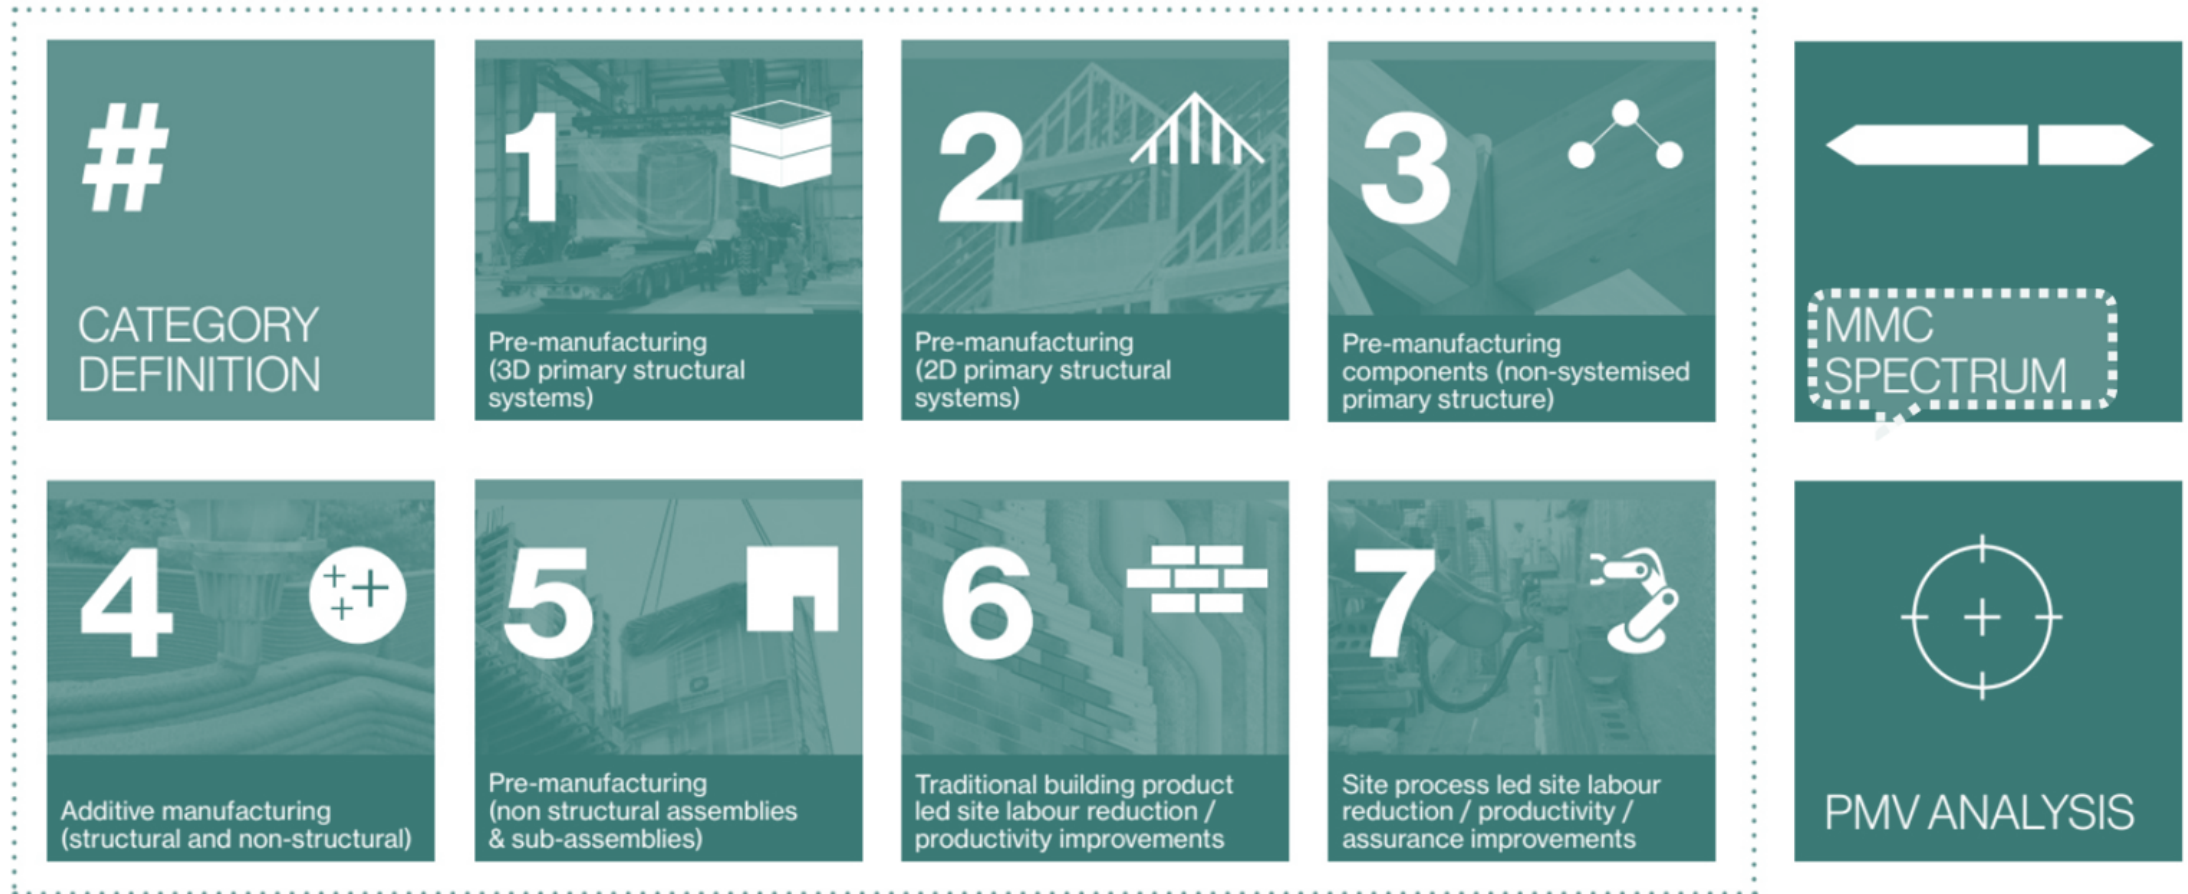 #
CATEGORY
DEFINITION
1
Pre-manufacturing
(3D primary structural
systems)
2
Pre-manufacturing
(2D primary structural
systems)
3
Pre-manufacturing
components (non-systemised
primary structure)
MMC
SPECTRUM
4
Additive manufacturing
(structural and non-structural)
5
Pre-manufacturing
(non structural assemblies
& sub-assemblies)
6
Traditional building product
led site labour reduction /
productivity improvements
7
Site process led site labour
reduction / productivity /
assurance improvements
PMV ANALYSIS